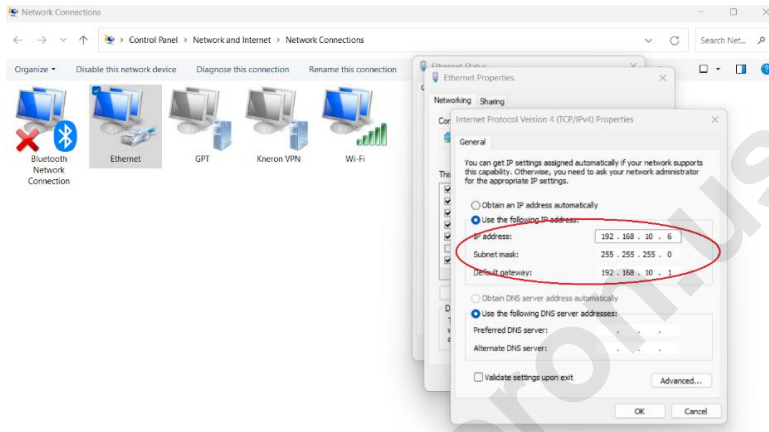 Network Connections
Control Panel > Network and Internet > Network Connections
Search Net...
Organize
Disable this network device
Diagnose this connection
Rename this connection
Bluetooth Network Connection
Ethernet
GPT
Kneron VPN
Wi-Fi
Ethernet Status
Ethernet Properties
Networking Sharing
Internet Protocol Version 4 (TCP/IPv4) Properties
General
You can get IP settings assigned automatically if your network supports
this capability. Otherwise, you need to ask your network administrator
for the appropriate IP settings.
Obtain an IP address automatically
Use the following IP address:
IP address: 192 . 168 . 10 . 6
Subnet mask: 255 . 255 . 255 . 0
Default gateway: 192 . 168 . 10 . 1
Obtain DNS server address automatically
Use the following DNS server addresses:
Preferred DNS server: . . .
Alternate DNS server: . . .
Validate settings upon exit
Advanced...
OK
Cancel